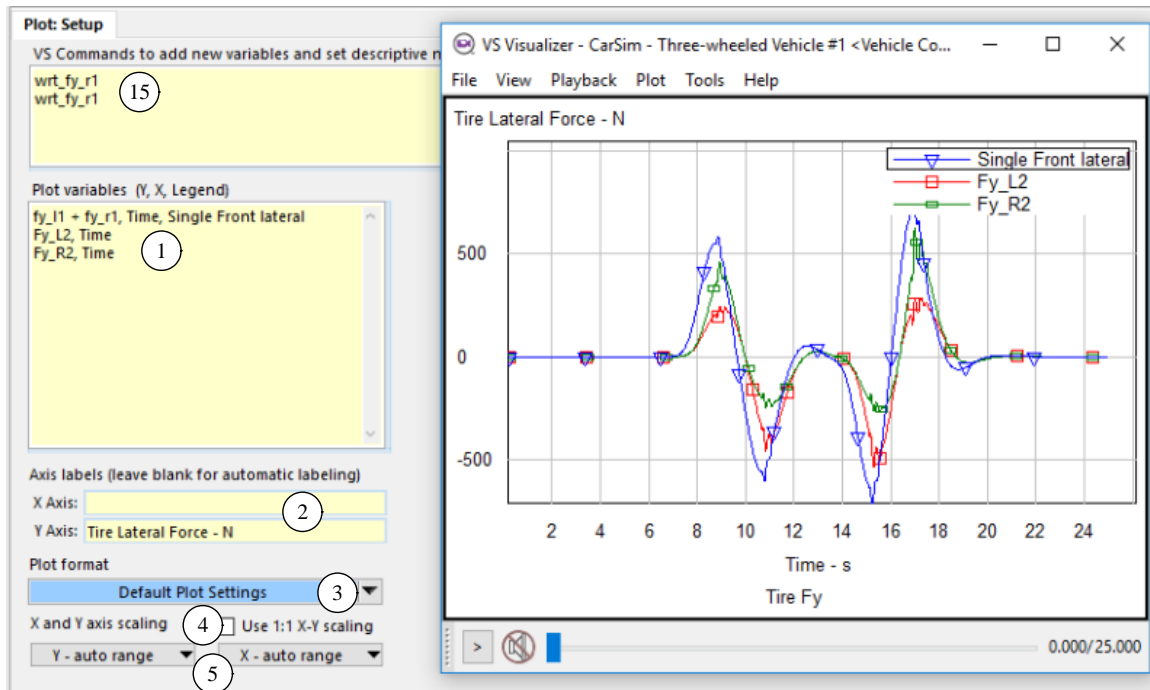 Plot: Setup
VS Commands to add new variables and set descriptive n
wrt_fy_r1
wrt_fy_r1
15
Plot variables (Y, X, Legend)
fy_l1 + fy_r1, Time, Single Front lateral
Fy_L2, Time
Fy_R2, Time
1
Axis labels (leave blank for automatic labeling)
X Axis:
2
Y Axis: Tire Lateral Force - N
Plot format
Default Plot Settings
3
X and Y axis scaling
4
Use 1:1 X-Y scaling
Y - auto range
X - auto range
5
VS Visualizer - CarSim - Three-wheeled Vehicle #1 <Vehicle Co...
File View Playback Plot Tools Help
Tire Lateral Force - N
Single Front lateral
Fy_L2
Fy_R2
500
0
-500
2 4 6 8 10 12 14 16 18 20 22 24
Time - s
Tire Fy
>
0.000/25.000